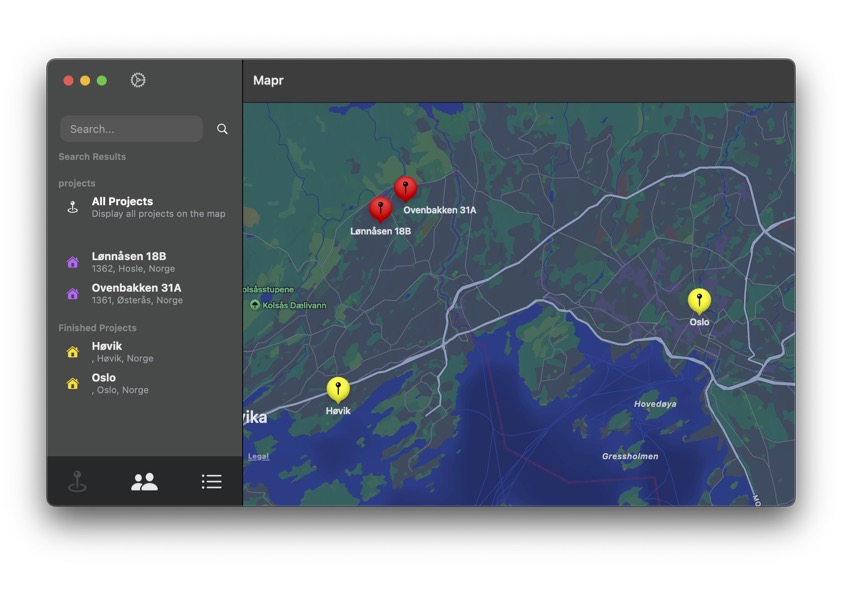 Mapr
Search...
Search Results
projects
All Projects
Display all projects on the map
Lønnåsen 18B
1362, Hosle, Norge
Ovenbakken 31A
1361, Østerås, Norge
Finished Projects
Høvik
, Høvik, Norge
Oslo
, Oslo, Norge
Ovenbakken 31A
Lønnåsen 18B
olsåsstupene
Kolsås Dælivann
Oslo
Høvik
vika
Hovedøya
Gressholmen
Legal
MO